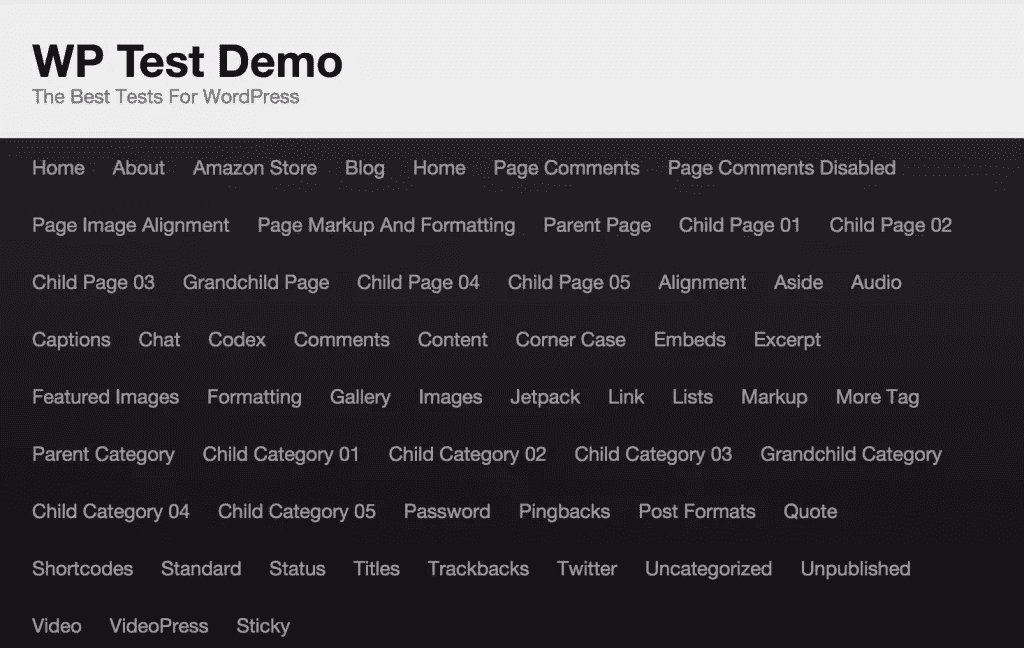 WP Test Demo
The Best Tests For WordPress
Home About Amazon Store Blog Home Page Comments Page Comments Disabled
Page Image Alignment Page Markup And Formatting Parent Page Child Page 01 Child Page 02
Child Page 03 Grandchild Page Child Page 04 Child Page 05 Alignment Aside Audio
Captions Chat Codex Comments Content Corner Case Embeds Excerpt
Featured Images Formatting Gallery Images Jetpack Link Lists Markup More Tag
Parent Category Child Category 01 Child Category 02 Child Category 03 Grandchild Category
Child Category 04 Child Category 05 Password Pingbacks Post Formats Quote
Shortcodes Standard Status Titles Trackbacks Twitter Uncategorized Unpublished
Video VideoPress Sticky